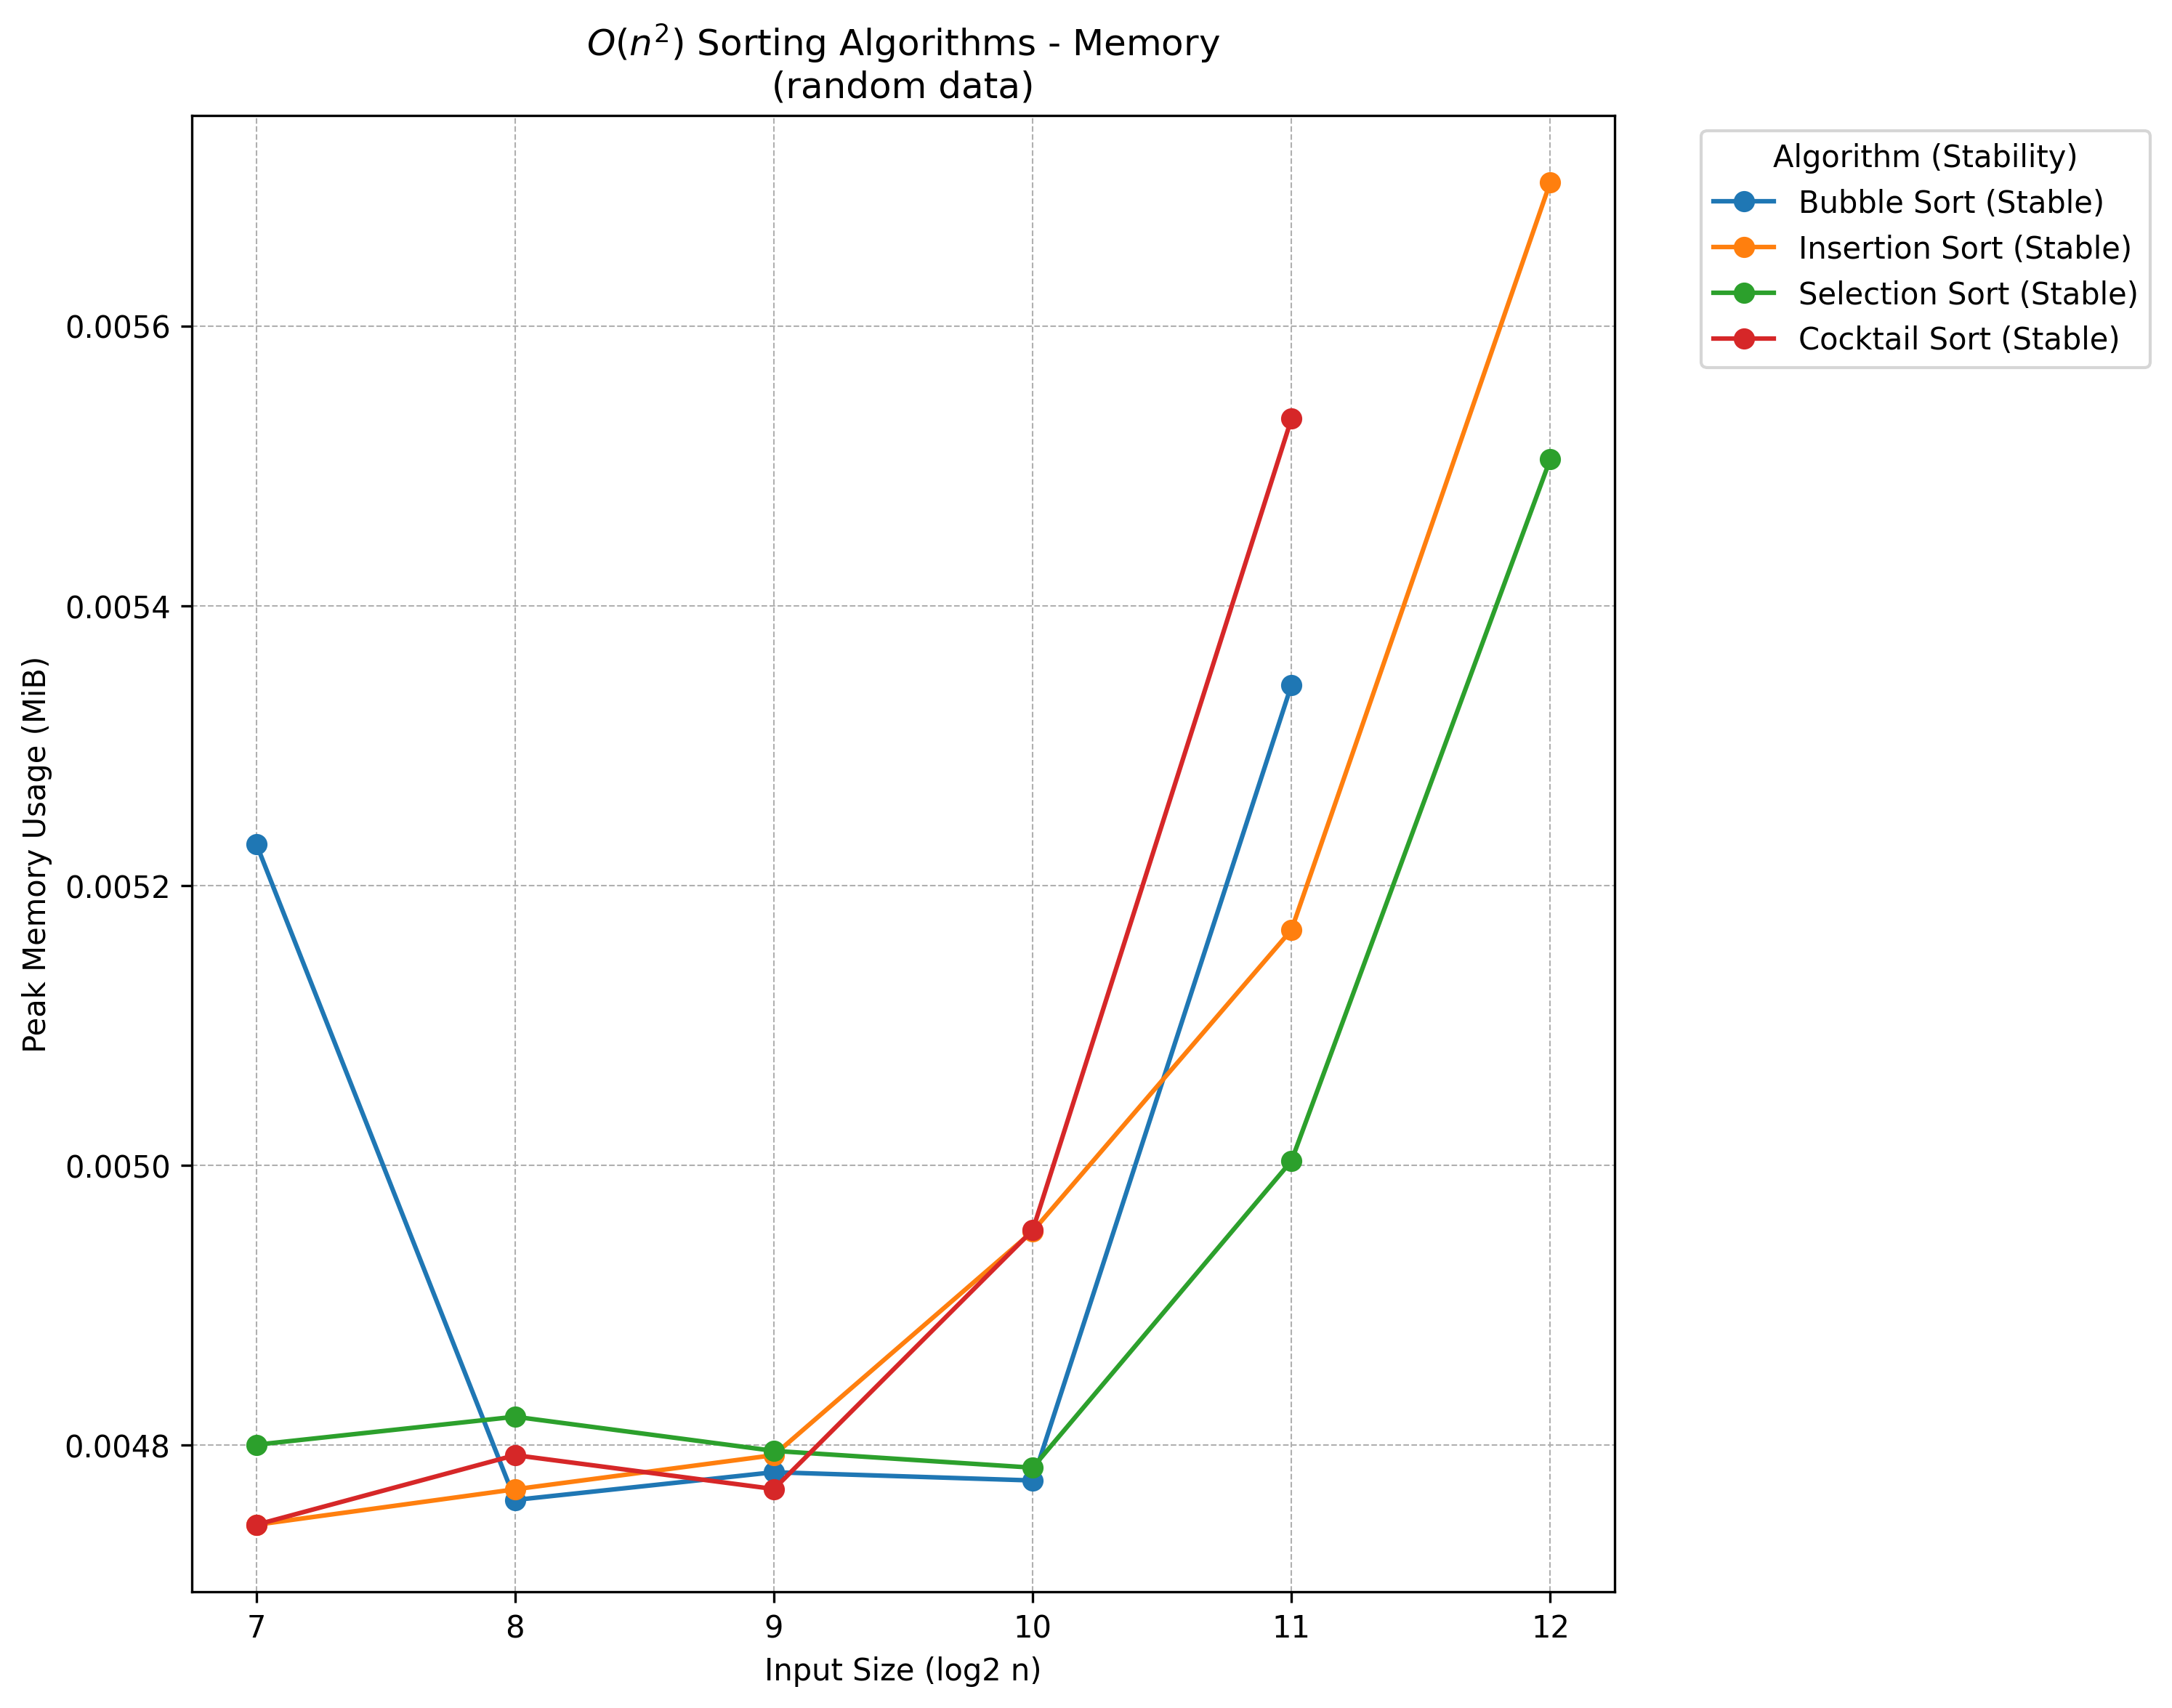 O(n²) Sorting Algorithms - Memory
(random data)
Algorithm (Stability)
Bubble Sort (Stable)
Insertion Sort (Stable)
Selection Sort (Stable)
Cocktail Sort (Stable)
Peak Memory Usage (MiB)
0.0056
0.0054
0.0052
0.0050
0.0048
7 8 9 10 11 12
Input Size (log2 n)